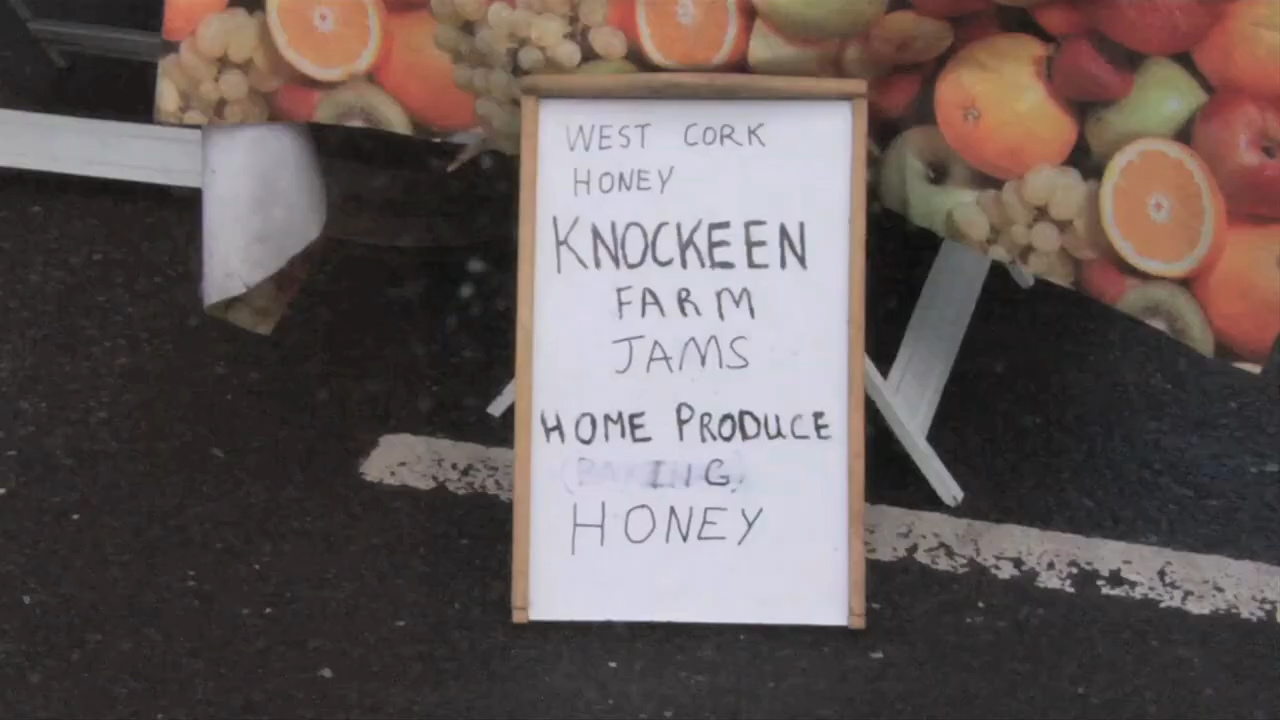 WEST CORK
HONEY
KNOCKEEN
FARM
JAMS
HOME PRODUCE
HONEY